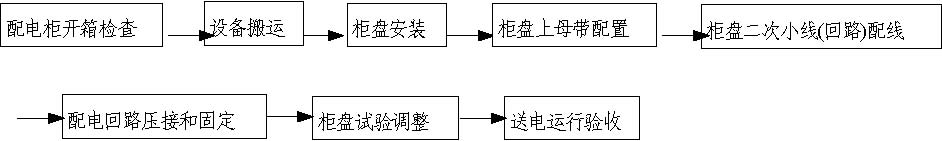 配电柜开箱检查 设备搬运 柜盘安装 柜盘上母带配置 柜盘二次小线(回路)配线
配电回路压接和固定 柜盘试验调整 送电运行验收